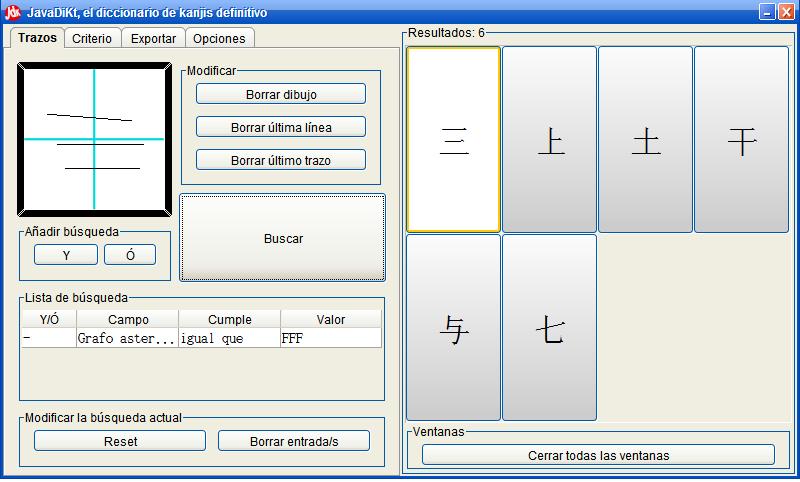 JavaDiKt, el diccionario de kanjis definitivo
Trazos Criterio Exportar Opciones
Modificar
Borrar dibujo
Borrar última línea
Borrar último trazo
Añadir búsqueda
Y Ó
Buscar
Lista de búsqueda
Y/Ó Campo Cumple Valor
- Grafo aster... igual que FFF
Modificar la búsqueda actual
Reset Borrar entrada/s
Resultados: 6
三 上 土 干
与 七
Ventanas
Cerrar todas las ventanas